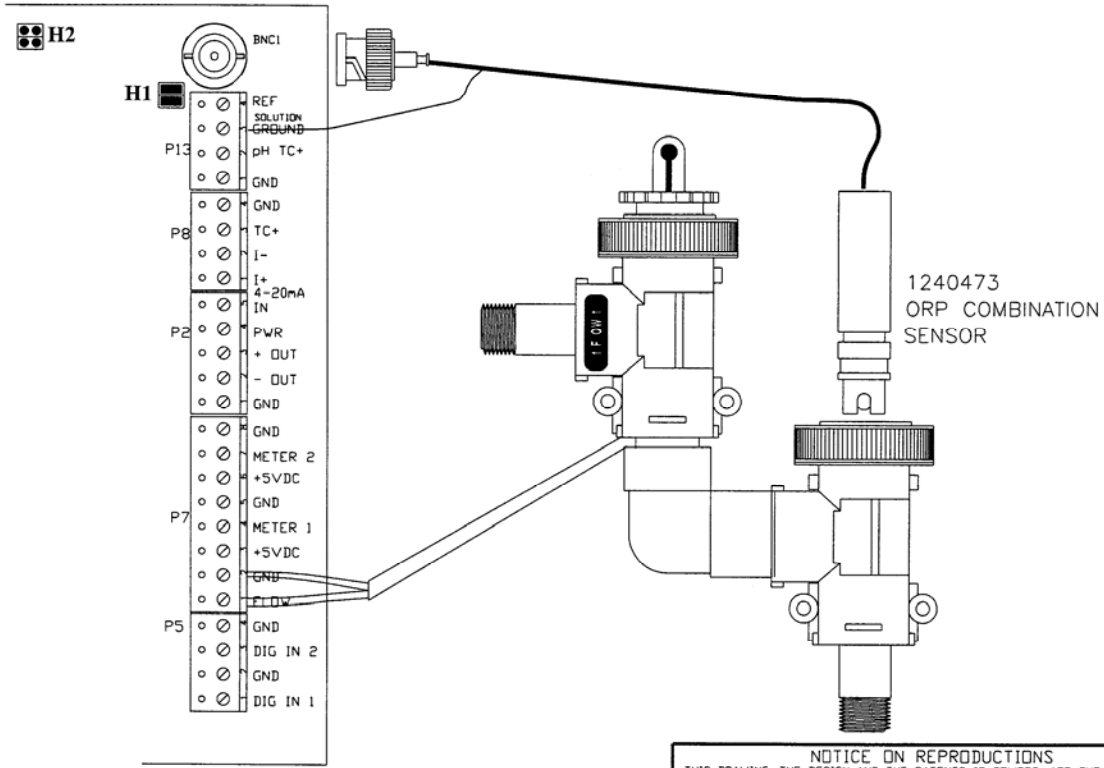 H2
BNC1
H1
REF
SOLUTION
GROUND
P13
pH TC+
GND
GND
P8
TC+
I-
I+
4-20mA
IN
P2
PWR
+ OUT
- OUT
GND
GND
METER 2
+5VDC
GND
P7
METER 1
+5VDC
GND
FLOW
P5
GND
DIG IN 2
GND
DIG IN 1
1240473
ORP COMBINATION
SENSOR
NOTICE ON REPRODUCTIONS